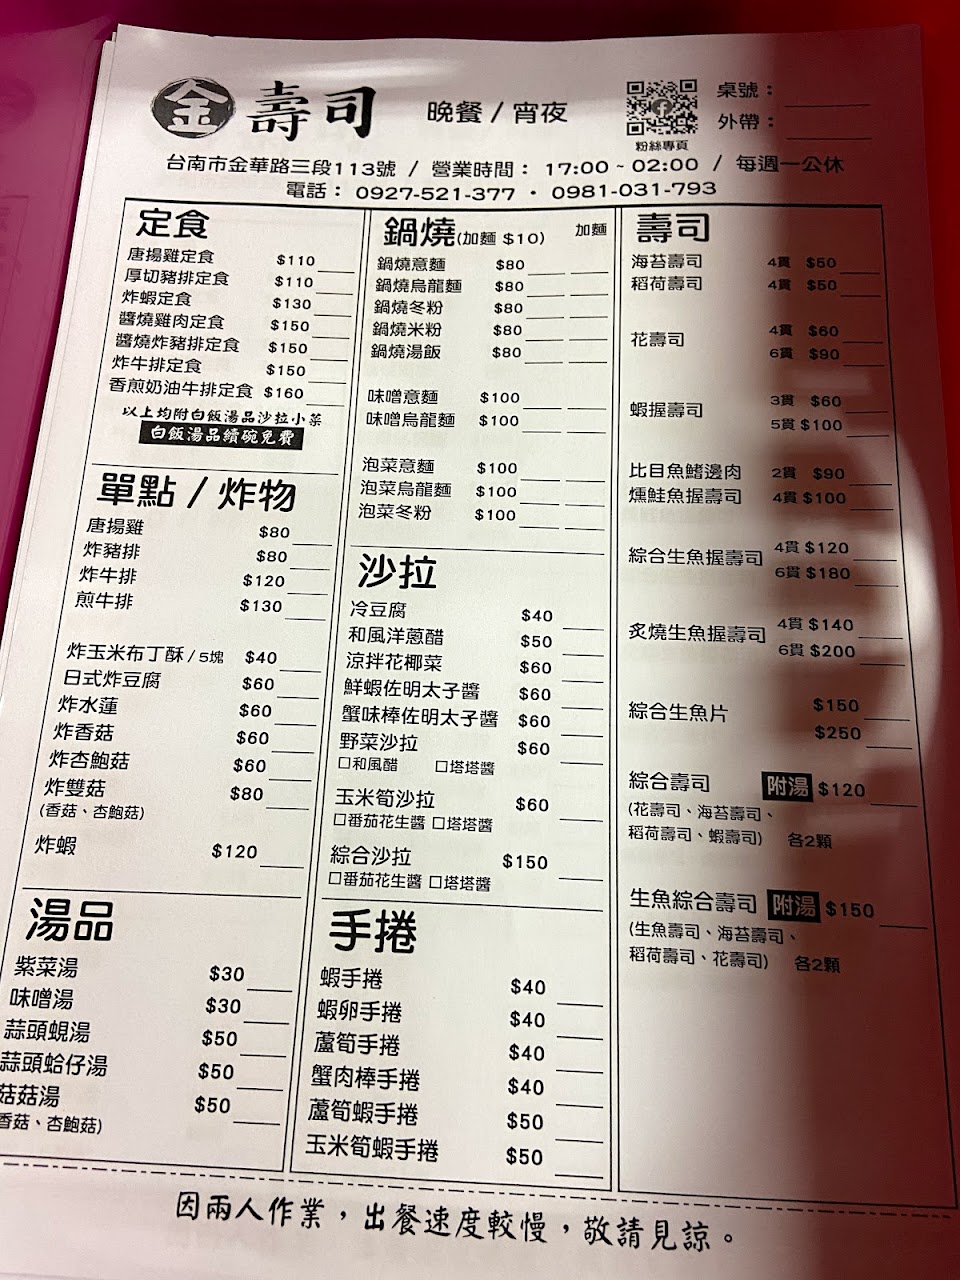 金 壽司 晚餐 / 宵夜
桌號：
外帶：
粉絲專頁
台南市金華路三段113號 / 營業時間： 17:00 ~ 02:00 / 每週一公休
電話： 0927-521-377 · 0981-031-793
定食
唐揚雞定食 $110
厚切豬排定食 $110
炸蝦定食 $130
醬燒雞肉定食 $150
醬燒炸豬排定食 $150
炸牛排定食 $150
香煎奶油牛排定食 $160
以上均附白飯湯品沙拉小菜
白飯湯品續碗免費
單點 / 炸物
唐揚雞 $80
炸豬排 $80
炸牛排 $120
煎牛排 $130
炸玉米布丁酥 / 5塊 $40
日式炸豆腐 $60
炸水蓮 $60
炸香菇 $60
炸杏鮑菇 $60
炸雙菇 $80
(香菇、杏鮑菇)
炸蝦 $120
湯品
紫菜湯 $30
味噌湯 $30
蒜頭蜆湯 $50
蒜頭蛤仔湯 $50
菇菇湯 $50
香菇、杏鮑菇)
鍋燒(加麵 $10) 加麵
鍋燒意麵 $80
鍋燒烏龍麵 $80
鍋燒冬粉 $80
鍋燒米粉 $80
鍋燒湯飯 $80
味噌意麵 $100
味噌烏龍麵 $100
泡菜意麵 $100
泡菜烏龍麵 $100
泡菜冬粉 $100
沙拉
冷豆腐 $40
和風洋蔥醋 $50
涼拌花椰菜 $60
鮮蝦佐明太子醬 $60
蟹味棒佐明太子醬 $60
野菜沙拉 $60
□和風醋 □塔塔醬
玉米筍沙拉 $60
□番茄花生醬 □塔塔醬
綜合沙拉 $150
□番茄花生醬 □塔塔醬
手捲
蝦手捲 $40
蝦卵手捲 $40
蘆筍手捲 $40
蟹肉棒手捲 $40
蘆筍蝦手捲 $50
玉米筍蝦手捲 $50
壽司
海苔壽司 4貫 $50
稻荷壽司 4貫 $50
花壽司 4貫 $60
6貫 $90
蝦握壽司 3貫 $60
5貫 $100
比目魚鰭邊肉 2貫 $90
燻鮭魚握壽司 4貫 $100
綜合生魚握壽司 4貫 $120
6貫 $180
炙燒生魚握壽司 4貫 $140
6貫 $200
綜合生魚片 $150
$250
綜合壽司 附湯 $120
(花壽司、海苔壽司、
稻荷壽司、蝦壽司) 各2顆
生魚綜合壽司 附湯 $150
(生魚壽司、海苔壽司、
稻荷壽司、花壽司) 各2顆
因兩人作業，出餐速度較慢，敬請見諒。